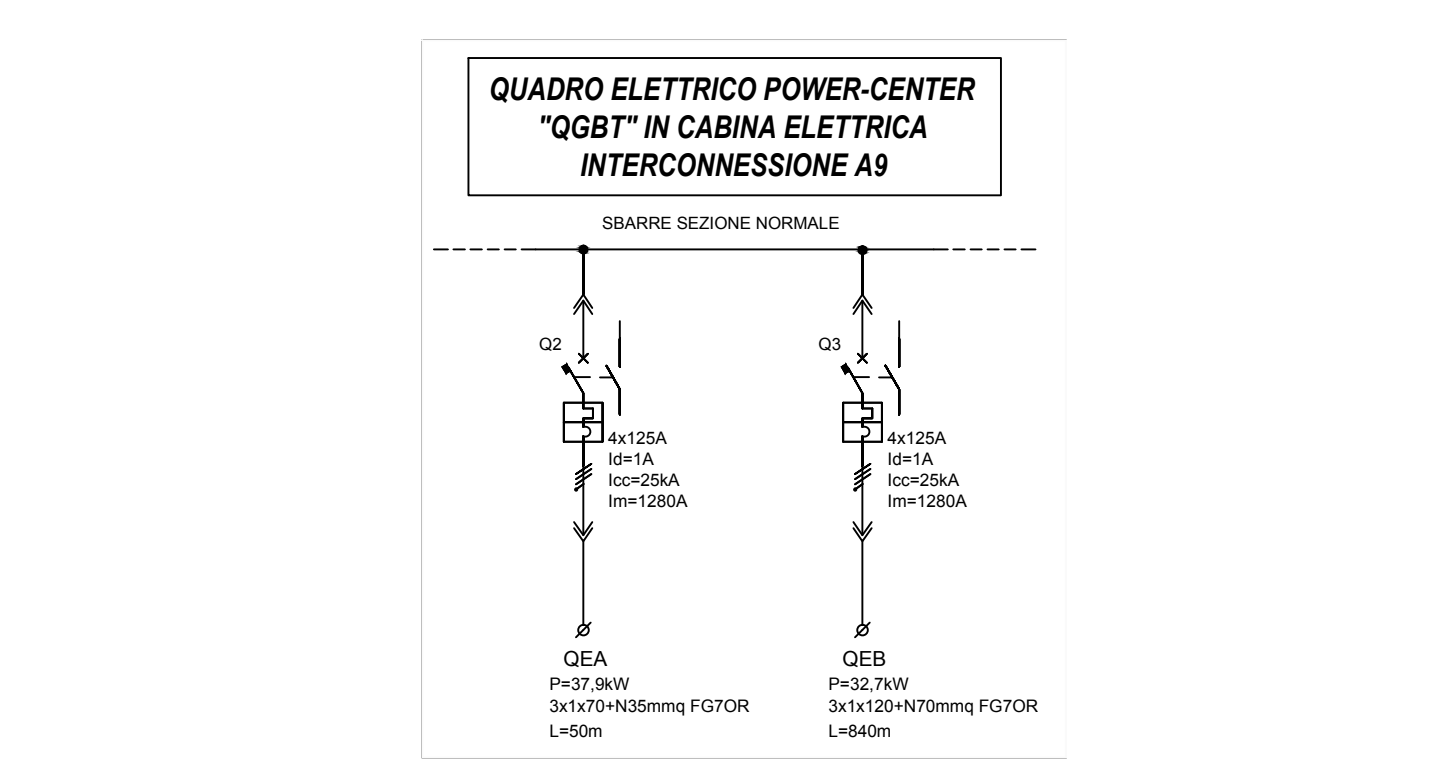 QUADRO ELETTRICO POWER-CENTER
"QGBT" IN CABINA ELETTRICA
INTERCONNESSIONE A9
SBARRE SEZIONE NORMALE
Q2
4x125A
Id=1A
Icc=25kA
Im=1280A
QEA
P=37,9kW
3x1x70+N35mmq FG7OR
L=50m
Q3
4x125A
Id=1A
Icc=25kA
Im=1280A
QEB
P=32,7kW
3x1x120+N70mmq FG7OR
L=840m